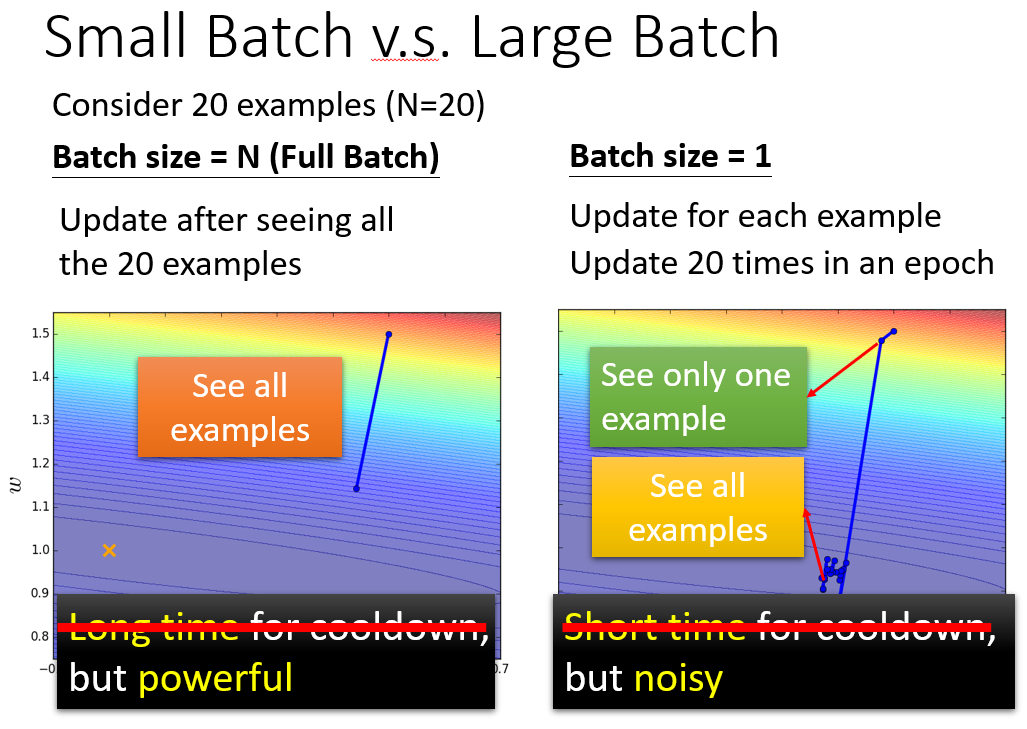 Small Batch v.s. Large Batch
Consider 20 examples (N=20)
Batch size = N (Full Batch)
Update after seeing all
the 20 examples
Batch size = 1
Update for each example
Update 20 times in an epoch
1.5
1.4
1.3
1.2
1.1
1.0
0.9
0.8
w
−0
0.7
See all
examples
Long time for cooldown,
but powerful
See only one
example
See all
examples
Short time for cooldown,
but noisy